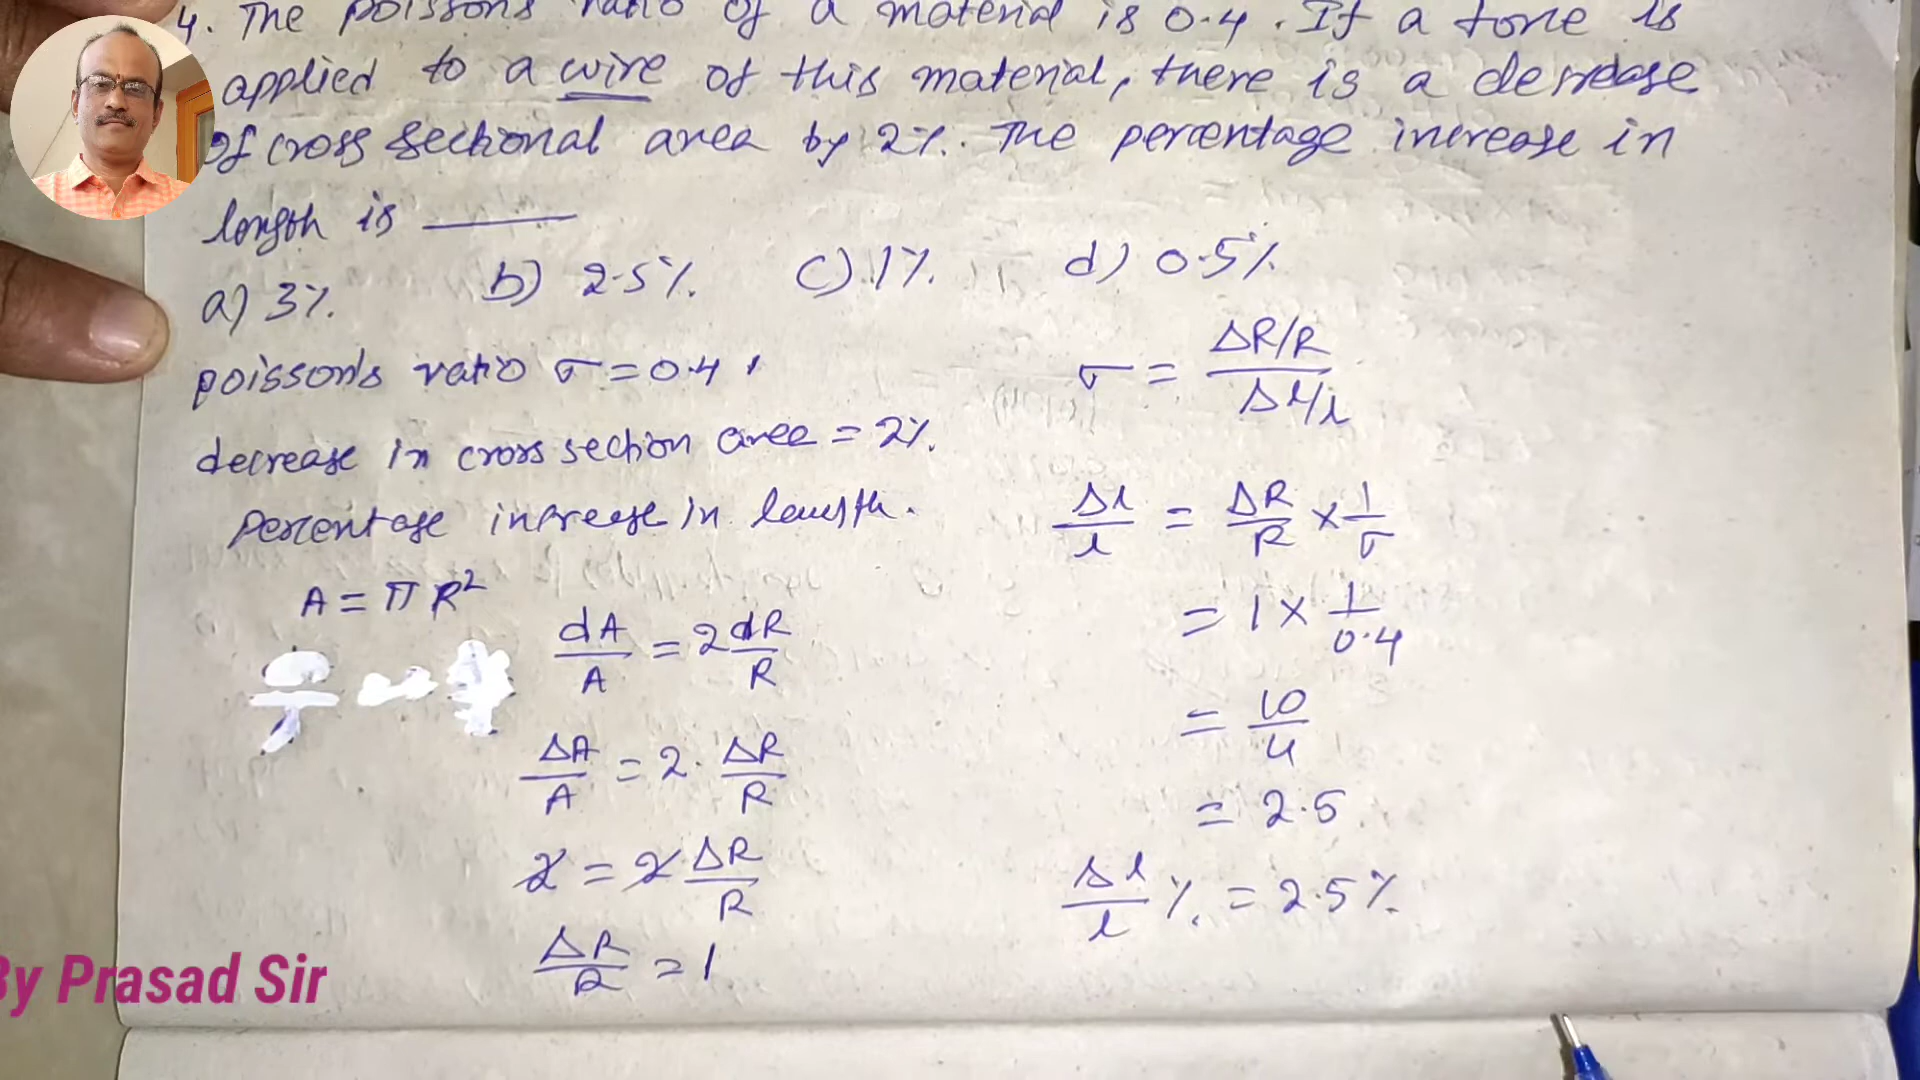 4. The poissons ratio of a material is 0.4. If a force is
applied to a wire of this material, there is a decrease
of cross sectional area by 2%. The percentage increase in
length is ———
a) 3%. b) 2.5%. c) 1%. d) 0.5%.
poisson's ratio σ = 0.4,
decrease in cross section area = 2%.
percentage increase in length.
A = π R²
dA/A = 2 dR/R
ΔA/A = 2. ΔR/R
2 = 2 ΔR/R
ΔR/R = 1
σ = (ΔR/R)/(Δl/l)
Δl/l = ΔR/R × 1/σ
= 1 × 1/0.4
= 10/4
= 2.5
Δl/l %. = 2.5%.
By Prasad Sir